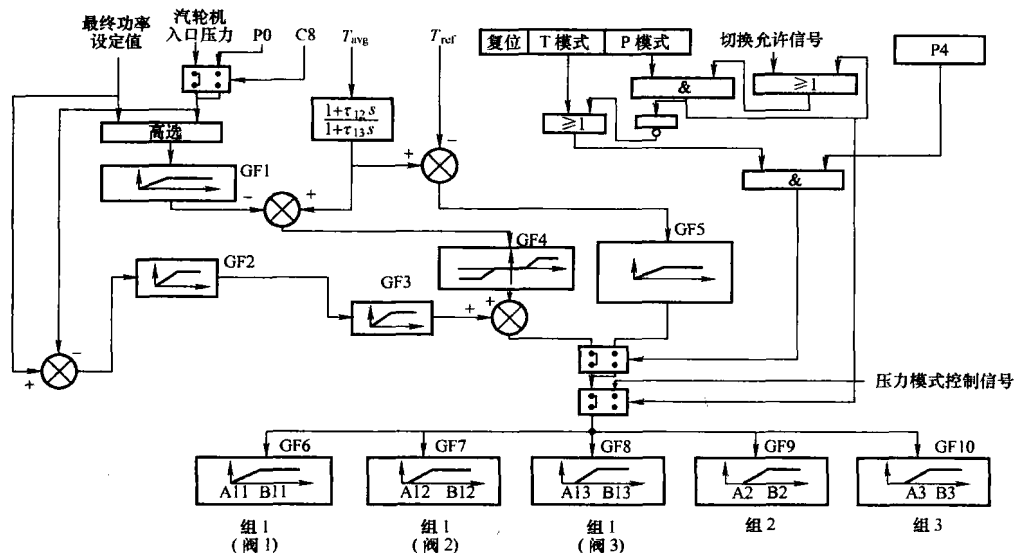 最终功率
设定值
汽轮机
入口压力
P0
C8
Tavg
Tref
复位
T 模式
P 模式
切换允许信号
P4
&
≥1
≥1
&
高选
1+τ12s
1+τ13s
GF1
GF2
GF3
GF4
GF5
压力模式控制信号
GF6
GF7
GF8
GF9
GF10
A11 B11
A12 B12
A13 B13
A2 B2
A3 B3
组1
(阀1)
组1
(阀2)
组1
(阀3)
组2
组3